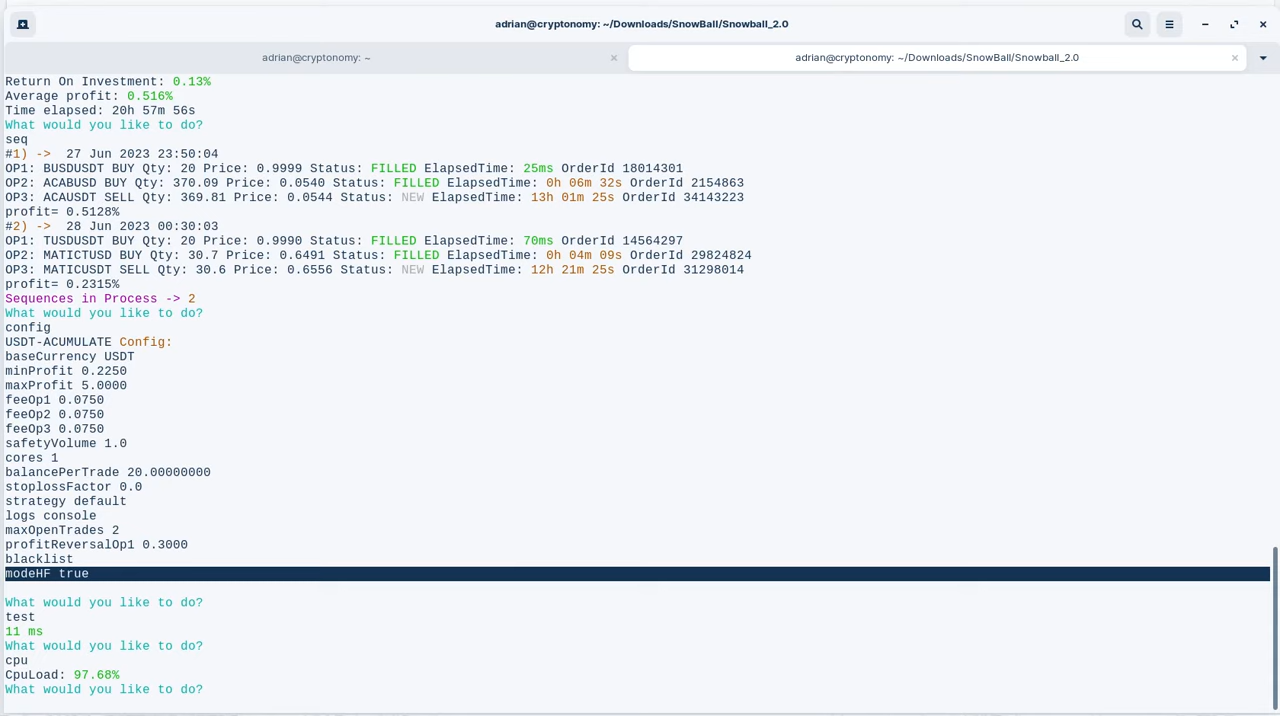 adrian@cryptonomy: ~/Downloads/SnowBall/Snowball_2.0
adrian@cryptonomy: ~
adrian@cryptonomy: ~/Downloads/SnowBall/Snowball_2.0
Return On Investment: 0.13%
Average profit: 0.516%
Time elapsed: 20h 57m 56s
What would you like to do?
seq
#1) ->  27 Jun 2023 23:50:04
OP1: BUSDUSDT BUY Qty: 20 Price: 0.9999 Status: FILLED ElapsedTime: 25ms OrderId 18014301
OP2: ACABUSD BUY Qty: 370.09 Price: 0.0540 Status: FILLED ElapsedTime: 0h 06m 32s OrderId 2154863
OP3: ACAUSDT SELL Qty: 369.81 Price: 0.0544 Status: NEW ElapsedTime: 13h 01m 25s OrderId 34143223
profit= 0.5128%
#2) ->  28 Jun 2023 00:30:03
OP1: TUSDUSDT BUY Qty: 20 Price: 0.9990 Status: FILLED ElapsedTime: 70ms OrderId 14564297
OP2: MATICTUSD BUY Qty: 30.7 Price: 0.6491 Status: FILLED ElapsedTime: 0h 04m 09s OrderId 29824824
OP3: MATICUSDT SELL Qty: 30.6 Price: 0.6556 Status: NEW ElapsedTime: 12h 21m 25s OrderId 31298014
profit= 0.2315%
Sequences in Process -> 2
What would you like to do?
config
USDT-ACUMULATE Config:
baseCurrency USDT
minProfit 0.2250
maxProfit 5.0000
feeOp1 0.0750
feeOp2 0.0750
feeOp3 0.0750
safetyVolume 1.0
cores 1
balancePerTrade 20.00000000
stoplossFactor 0.0
strategy default
logs console
maxOpenTrades 2
profitReversalOp1 0.3000
blacklist
modeHF true
What would you like to do?
test
11 ms
What would you like to do?
cpu
CpuLoad: 97.68%
What would you like to do?